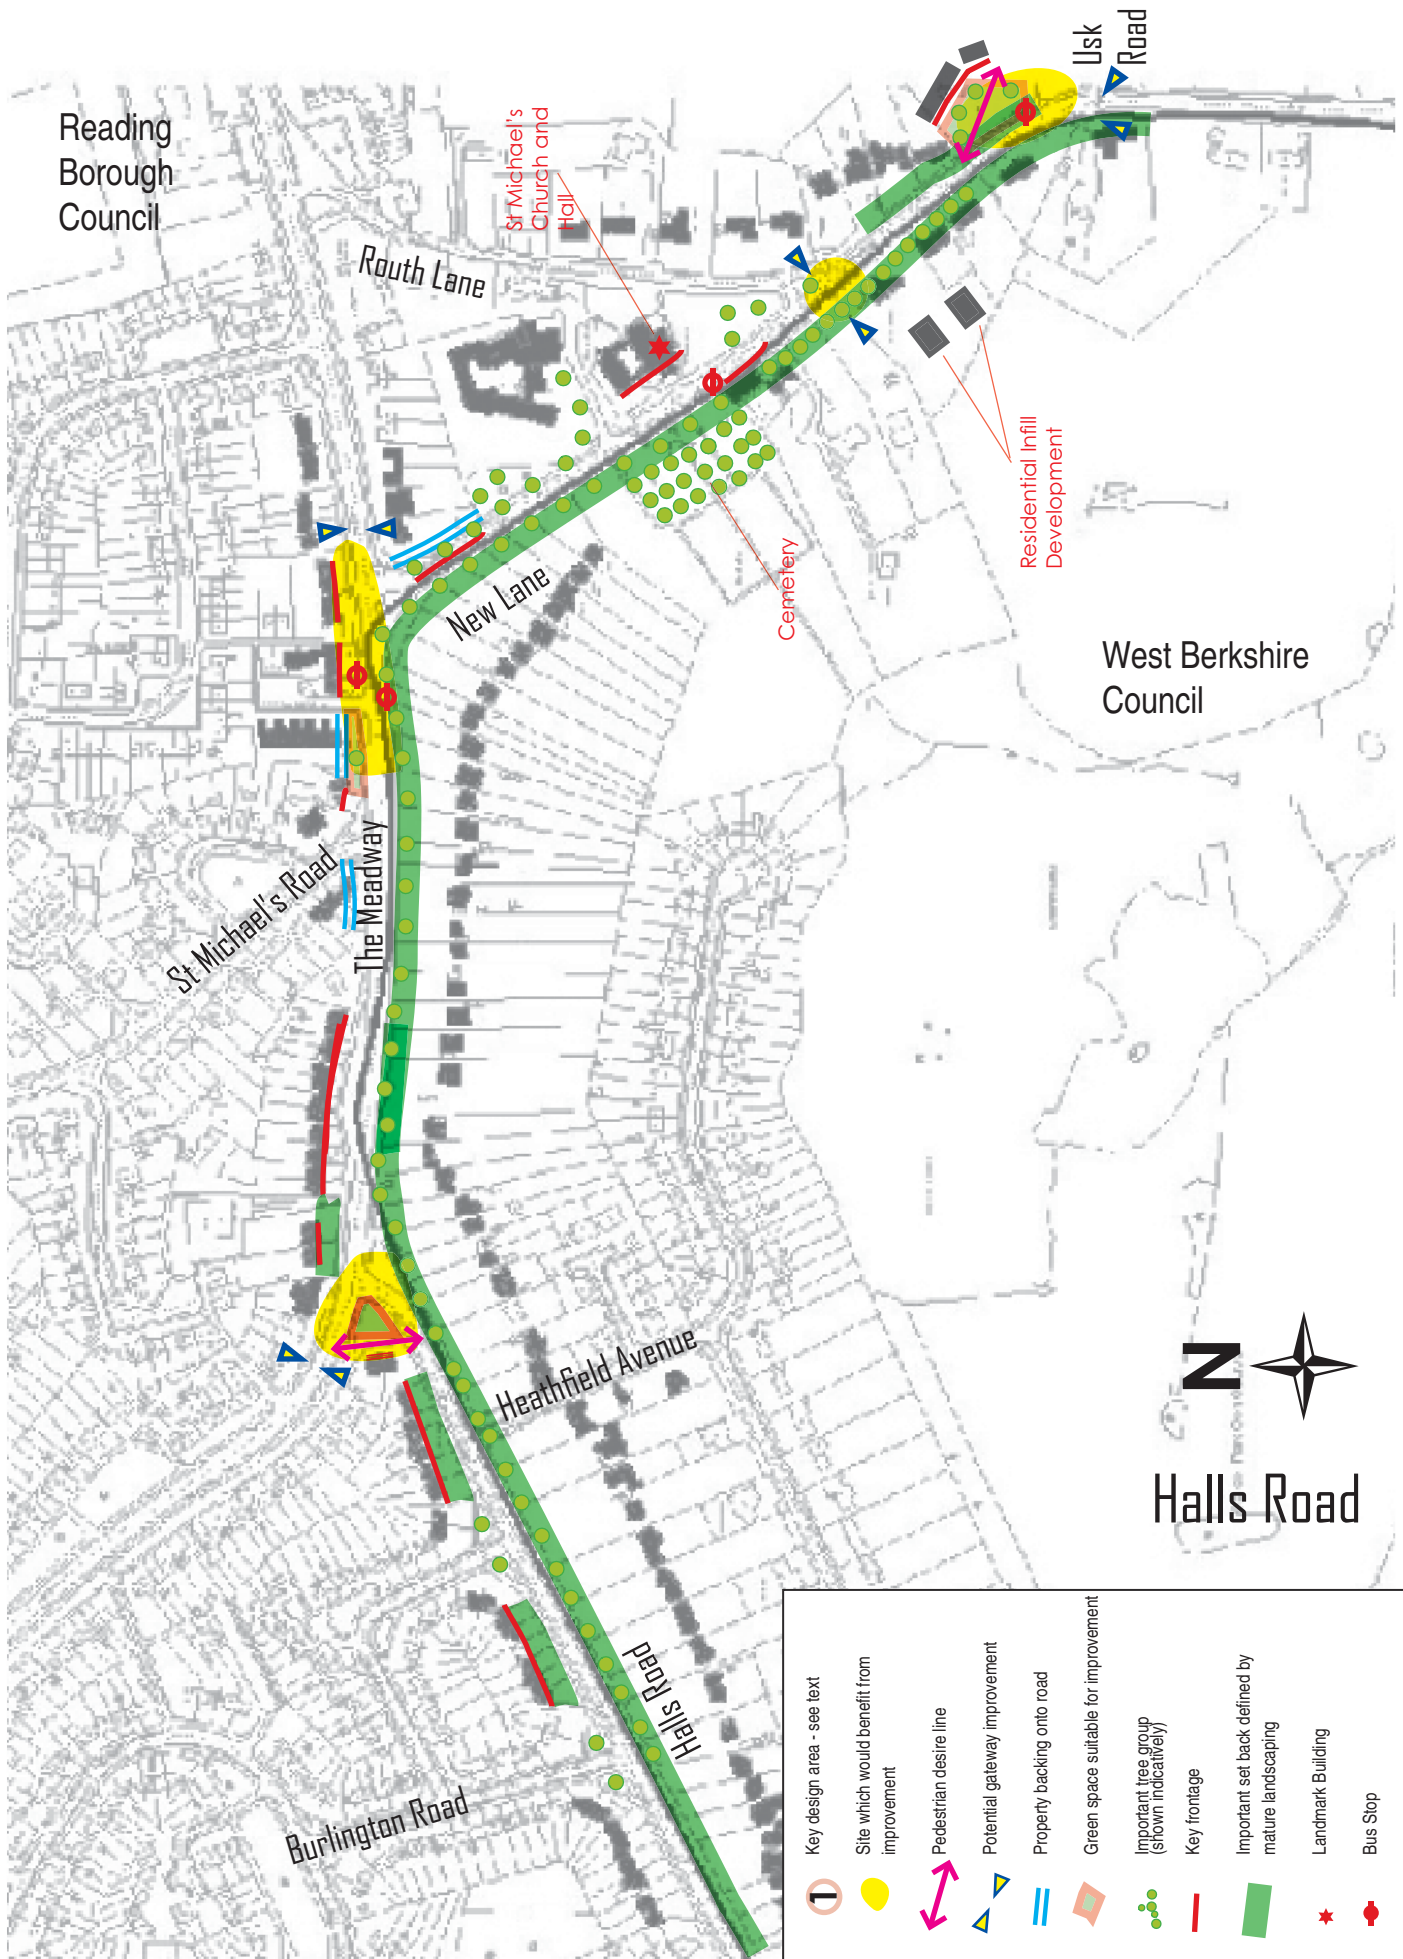 Reading
Borough
Council
Usk
Road
St Michael's
Church and
Hall
Routh Lane
New Lane
Cemetery
Residential Infill
Development
West Berkshire
Council
St Michael's Road
The Meadway
Heathfield Avenue
Halls Road
Burlington Road
N
Halls Road
1 Key design area - see text
Site which would benefit from
improvement
Pedestrian desire line
Potential gateway improvement
Property backing onto road
Green space suitable for improvement
Important tree group
(shown indicatively)
Key frontage
Important set back defined by
mature landscaping
Landmark Building
Bus Stop